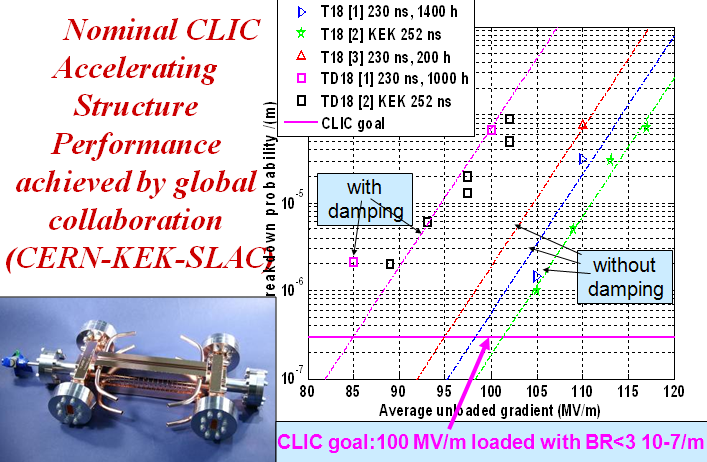 Nominal CLIC
Accelerating
Structure
Performance
achieved by global
collaboration
(CERN-KEK-SLAC)
T18 [1] 230 ns, 1400 h
T18 [2] KEK 252 ns
T18 [3] 230 ns, 200 h
TD18 [1] 230 ns, 1000 h
TD18 [2] KEK 252 ns
CLIC goal
reakdown probability /(m)
10-5
10-6
10-7
with
damping
without
damping
80 85 90 95 100 105 110 115 120
Average unloaded gradient (MV/m)
CLIC goal:100 MV/m loaded with BR<3 10-7/m